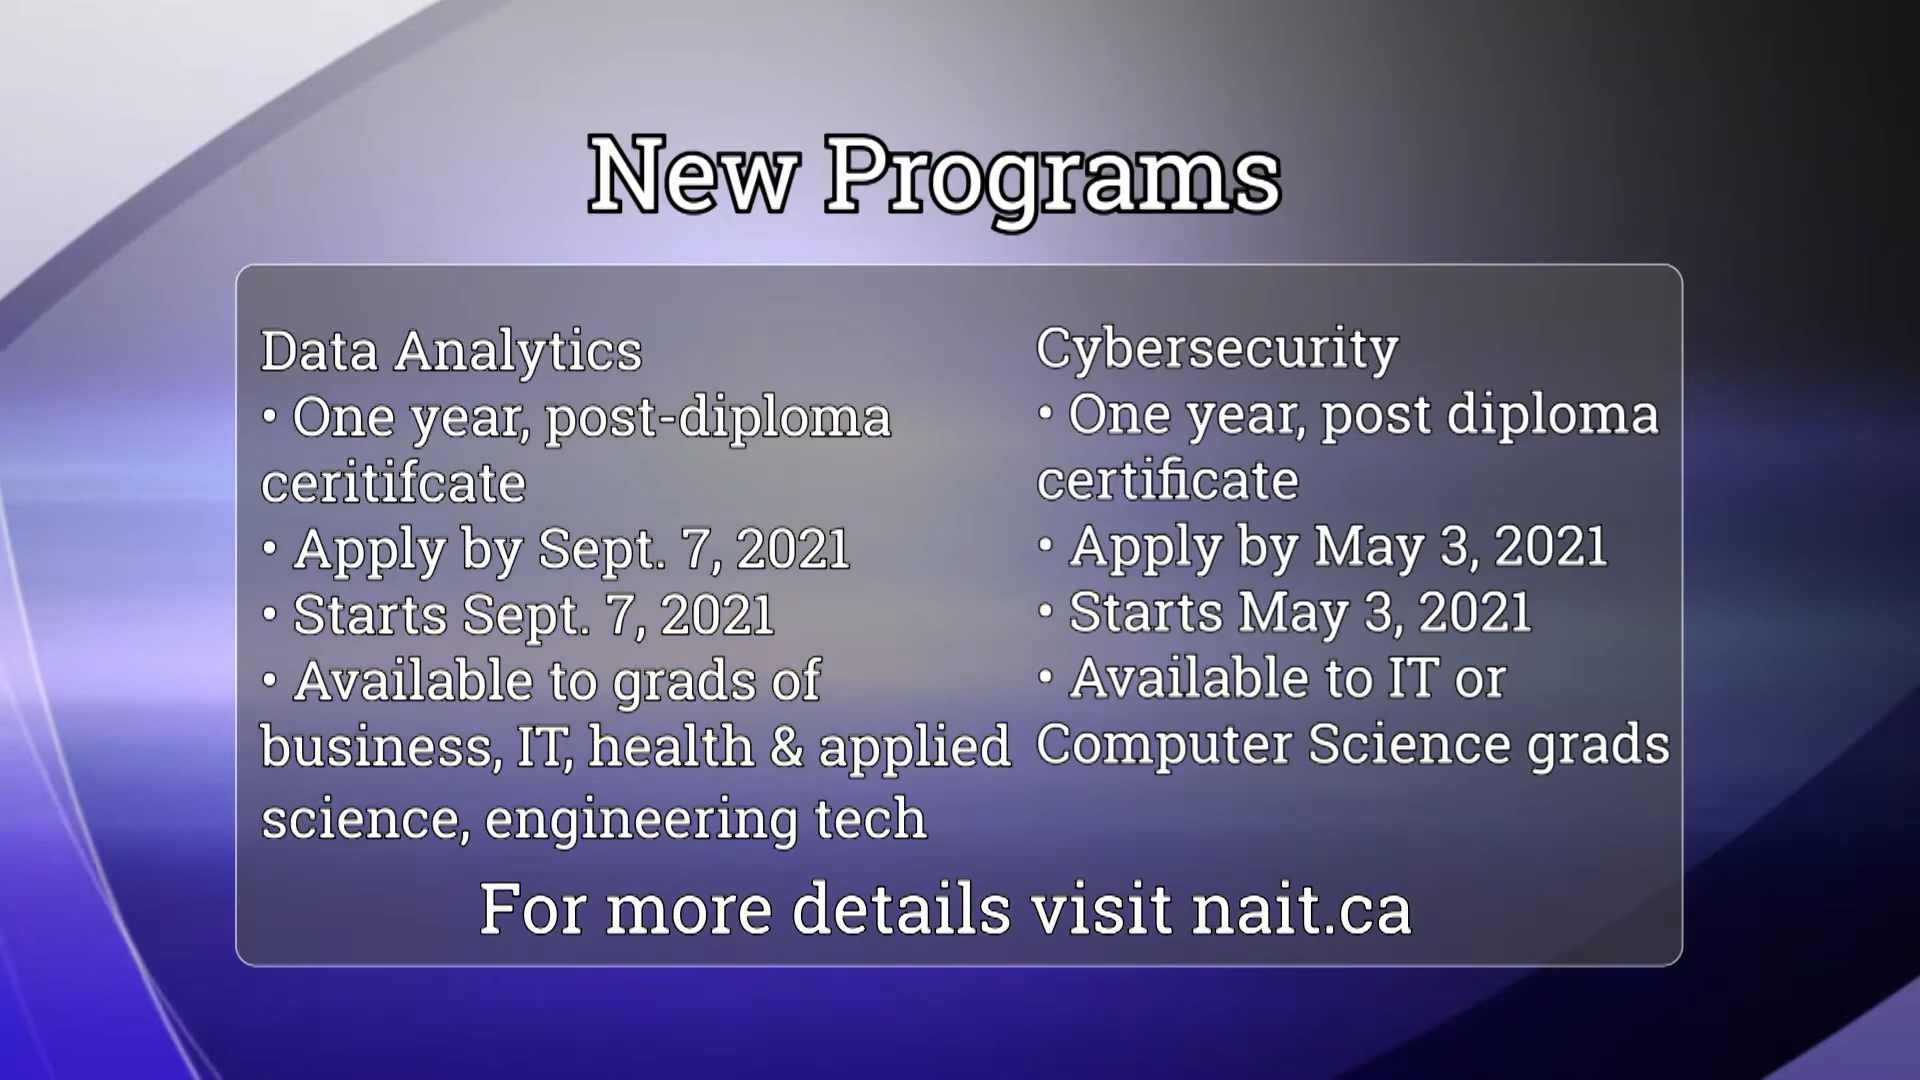 New Programs
Data Analytics
• One year, post-diploma
ceritifcate
• Apply by Sept. 7, 2021
• Starts Sept. 7, 2021
• Available to grads of
business, IT, health & applied
science, engineering tech
Cybersecurity
• One year, post diploma
certificate
• Apply by May 3, 2021
• Starts May 3, 2021
• Available to IT or
Computer Science grads
For more details visit nait.ca